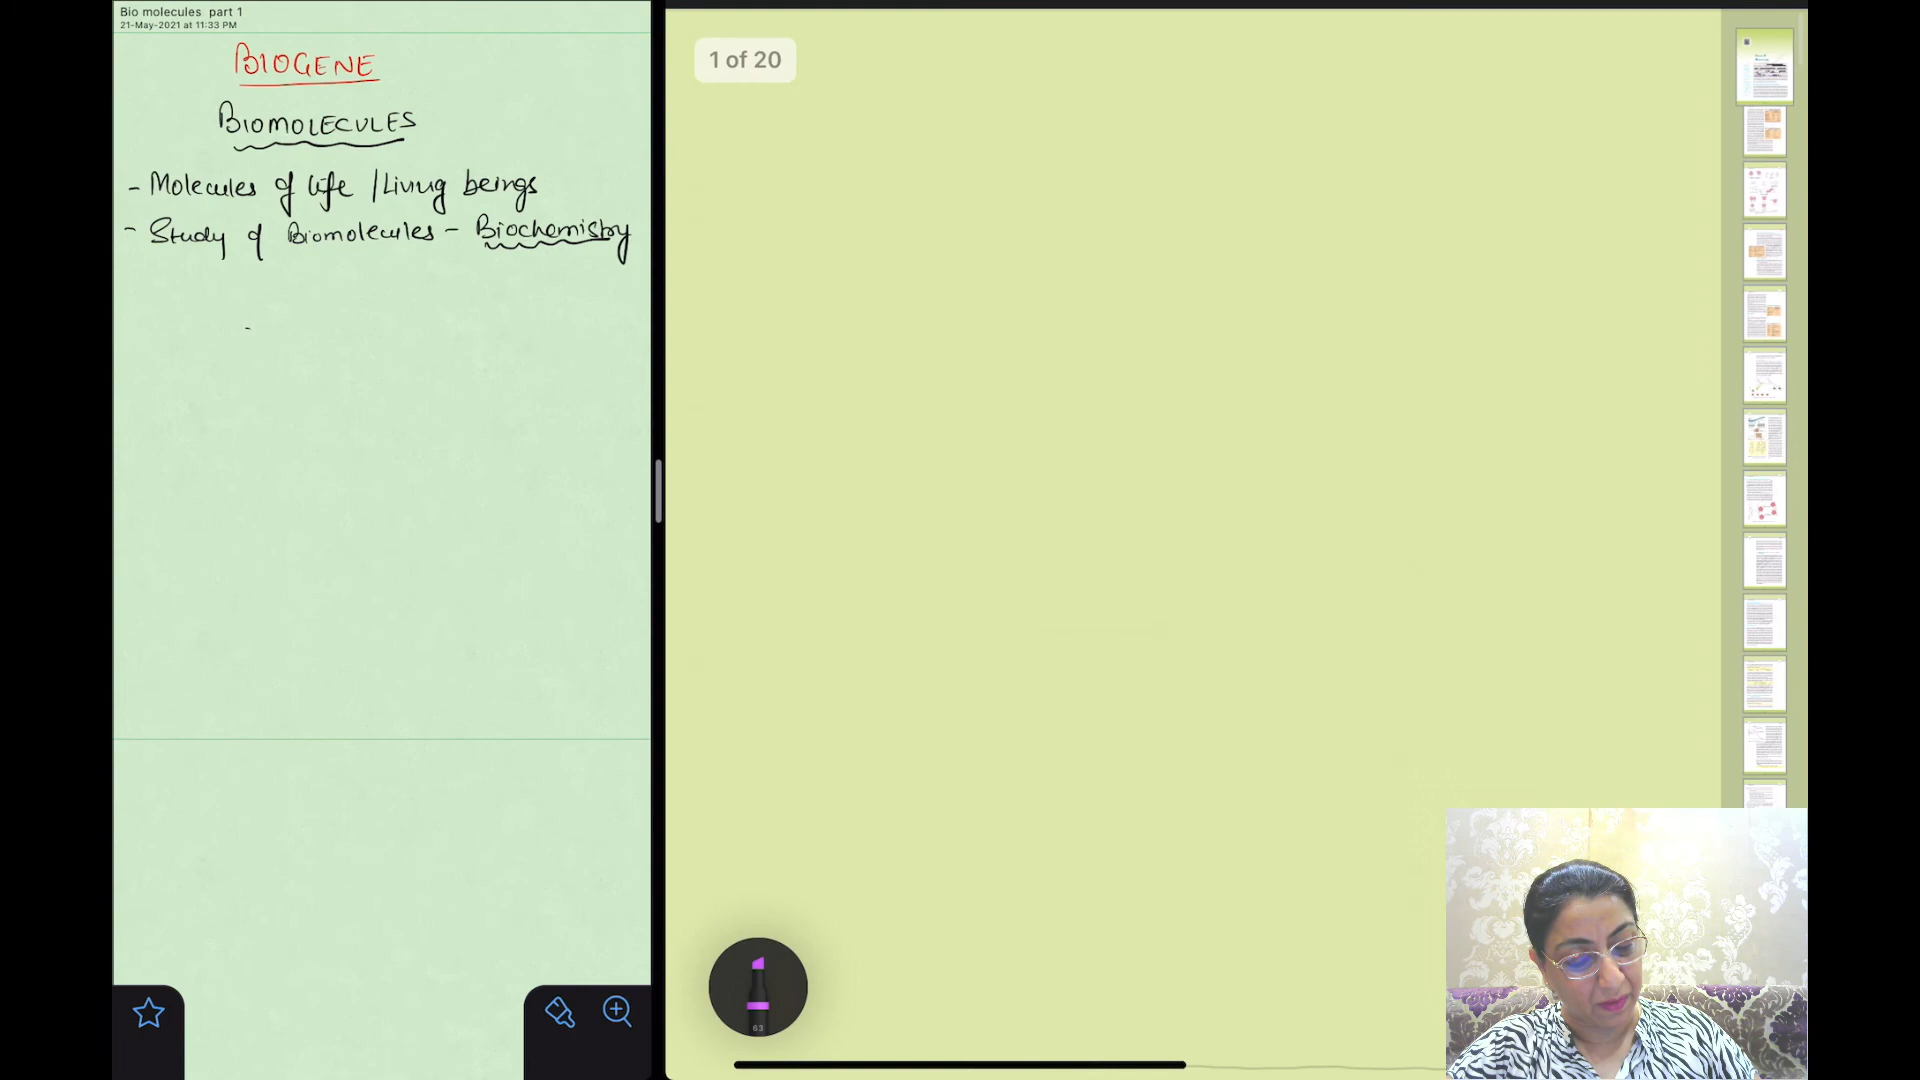 Bio molecules part 1
21-May-2021 at 11:33 PM
BIOGENE
BIOMOLECULES
- Molecules of life / Living beings
- Study of Biomolecules - Biochemistry
1 of 20
63